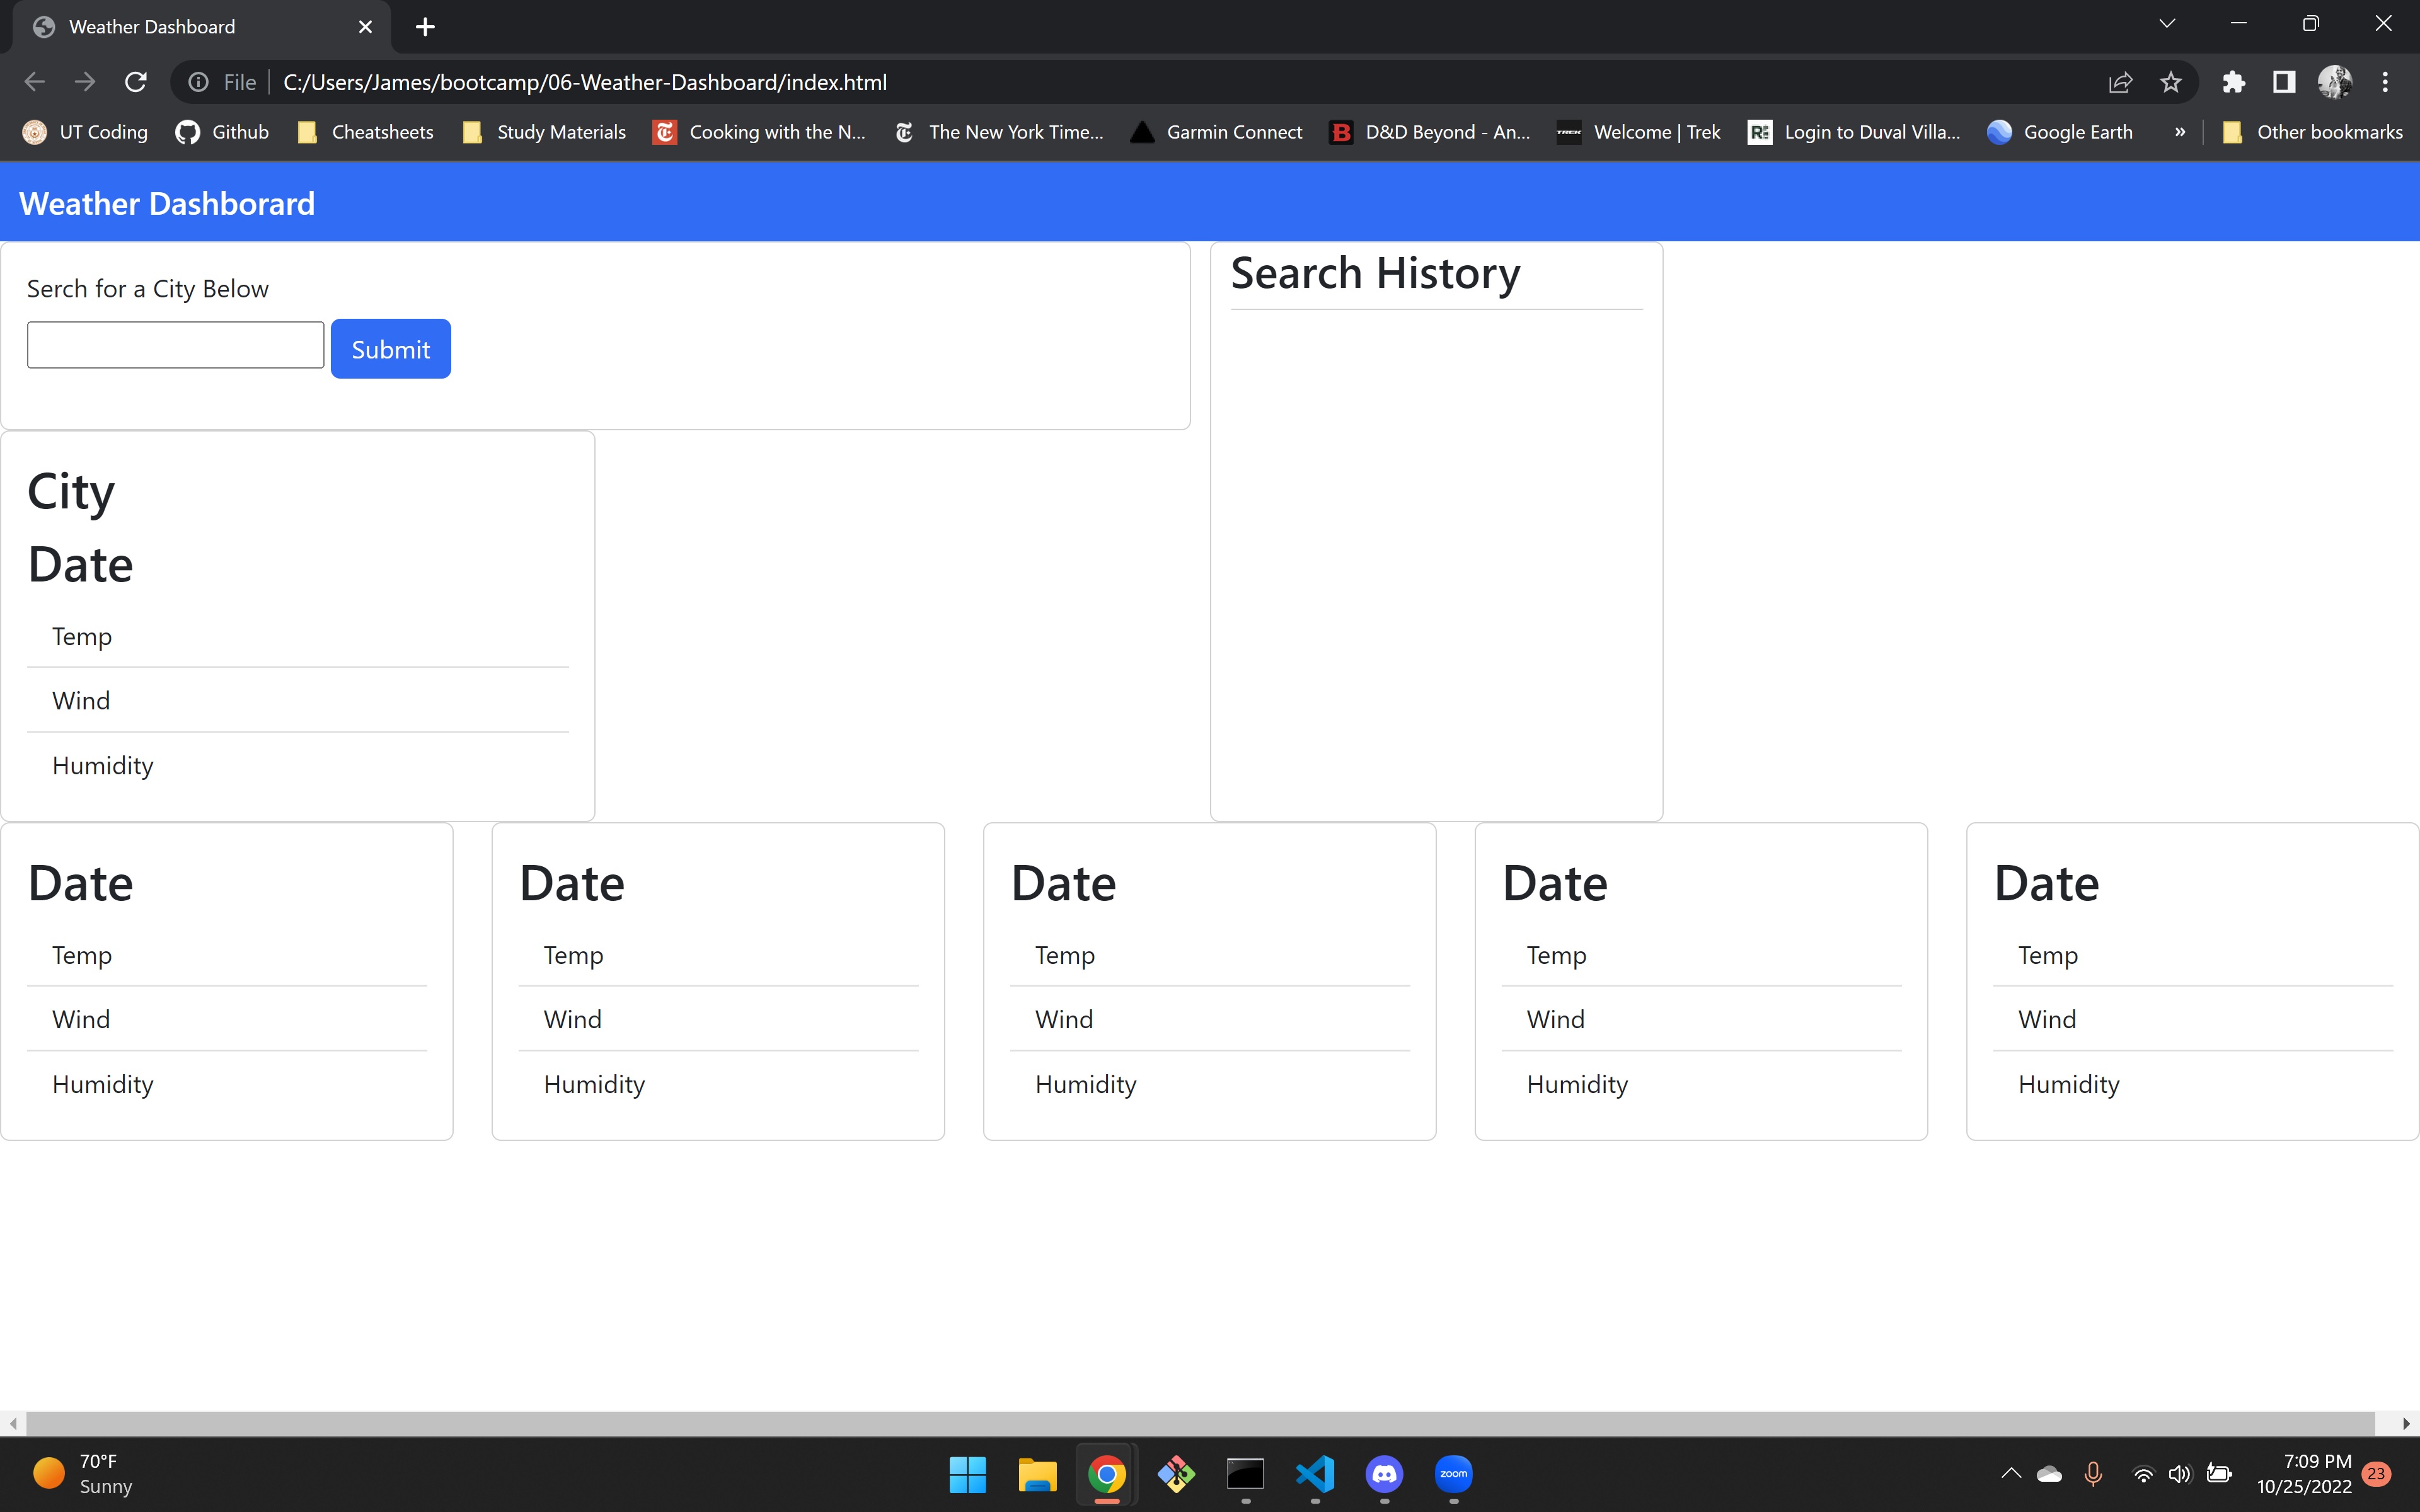 Weather Dashboard
File C:/Users/James/bootcamp/06-Weather-Dashboard/index.html
UT Coding Github Cheatsheets Study Materials Cooking with the N... The New York Time... Garmin Connect D&D Beyond - An... TREK Welcome | Trek Login to Duval Villa... Google Earth » Other bookmarks
Weather Dashborard
Serch for a City Below
Submit
Search History
City
Date
Temp
Wind
Humidity
Date
Temp
Wind
Humidity
Date
Temp
Wind
Humidity
Date
Temp
Wind
Humidity
Date
Temp
Wind
Humidity
Date
Temp
Wind
Humidity
70°F
Sunny
zoom
7:09 PM
10/25/2022
23